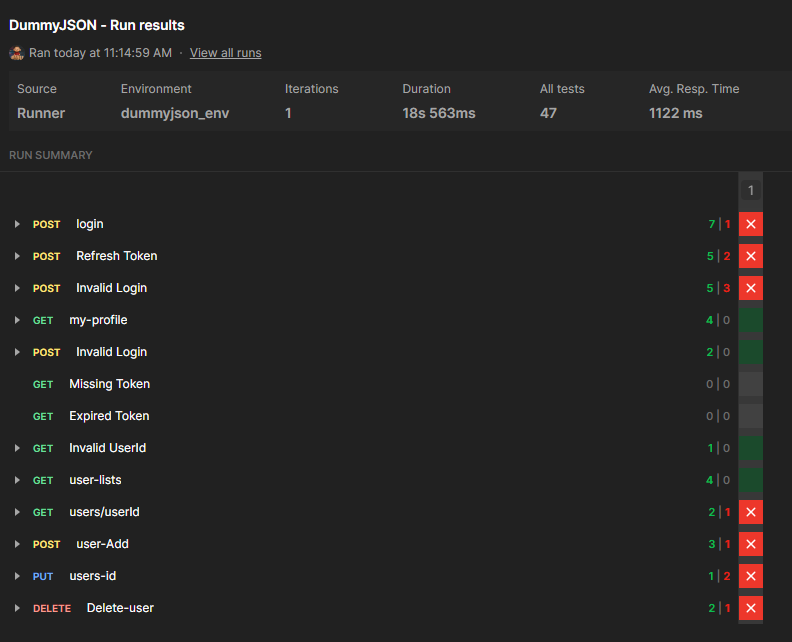 DummyJSON - Run results
Ran today at 11:14:59 AM · View all runs
Source Environment Iterations Duration All tests Avg. Resp. Time
Runner dummyjson_env 1 18s 563ms 47 1122 ms
RUN SUMMARY
1
POST login 7 | 1
POST Refresh Token 5 | 2
POST Invalid Login 5 | 3
GET my-profile 4 | 0
POST Invalid Login 2 | 0
GET Missing Token 0 | 0
GET Expired Token 0 | 0
GET Invalid UserId 1 | 0
GET user-lists 4 | 0
GET users/userId 2 | 1
POST user-Add 3 | 1
PUT users-id 1 | 2
DELETE Delete-user 2 | 1